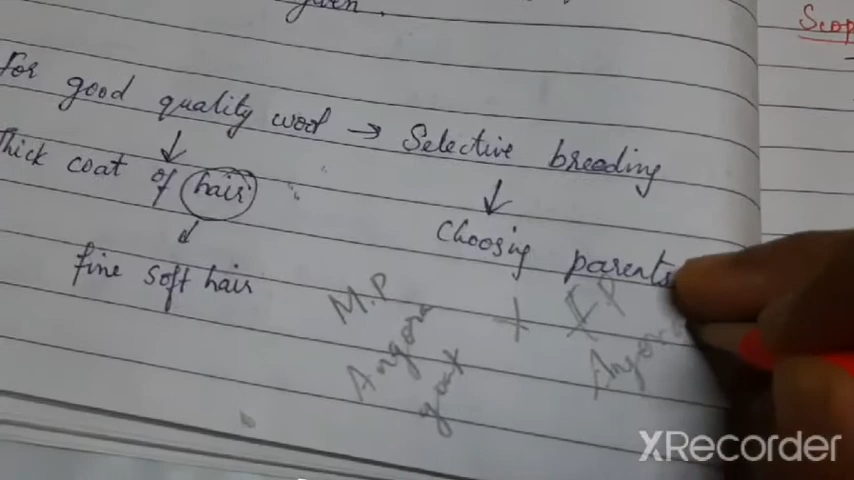 given.
Scop
For good quality wool → Selective breeding
↓ ↓
Thick coat of hair choosing parents
↓
fine soft hair
M.P + F P
Angora Angora
goat
XRecorder